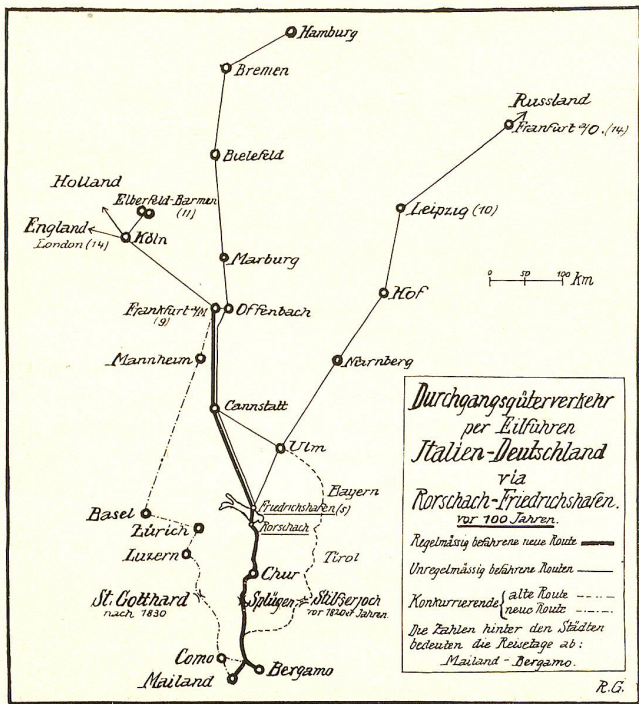 Hamburg
Bremen
Russland
Franfurt a/O. (14)
Bielefeld
Holland
Elberfeld-Barmen
(11)
Leipzig (10)
England
London (14)
Köln
Marburg
0 50 100 km
Hof
Frankfurt a/M
(9)
Offenbach
Mannheim
Nürnberg
Cannstatt
Ulm
Bayern
Friedrichshafen (5)
Basel
Zürich
Rorschach
Luzern
Tirol
Chur
St. Gotthard
nach 1830
Splügen
Stilfserjoch
vor 1820er Jahren.
Como
Bergamo
Mailand
Durchgangsgüterverkehr
per Eilfuhren
Italien-Deutschland
via
Rorschach-Friedrichshafen.
vor 100 Jahren.
Regelmässig befahrene neue Route
Unregelmässig befahrene Routen
Konkurrierende { alte Route
neue Route
Die Zahlen hinter den Städten
bedeuten die Reisetage ab:
Mailand - Bergamo.
R.G.